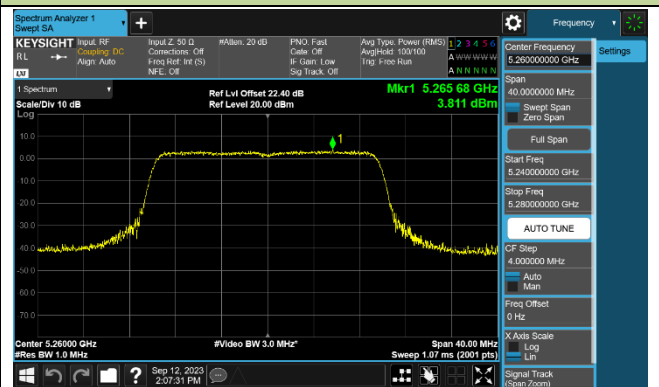 Spectrum Analyzer 1
Swept SA
Frequency
KEYSIGHT
RL
LXI
Input: RF
Coupling: DC
Align: Auto
Input Z: 50 Ω
Corrections: Off
Freq Ref: Int (S)
NFE: Off
#Atten: 20 dB
PNO: Fast
Gate: Off
IF Gain: Low
Sig Track: Off
Avg Type: Power (RMS)
Avg|Hold: 100/100
Trig: Free Run
1 2 3 4 5 6
A W W W W W
A N N N N N
1 Spectrum
Scale/Div 10 dB
Log
Ref Lvl Offset 22.40 dB
Ref Level 20.00 dBm
Mkr1 5.265 68 GHz
3.811 dBm
1
10.0
0.00
-10.0
-20.0
-30.0
-40.0
-50.0
-60.0
-70.0
Center 5.26000 GHz
#Res BW 1.0 MHz
#Video BW 3.0 MHz*
Span 40.00 MHz
Sweep 1.07 ms (2001 pts)
Center Frequency
5.260000000 GHz
Span
40.0000000 MHz
Swept Span
Zero Span
Full Span
Start Freq
5.240000000 GHz
Stop Freq
5.280000000 GHz
AUTO TUNE
CF Step
4.000000 MHz
Auto
Man
Freq Offset
0 Hz
X Axis Scale
Log
Lin
Signal Track
(Span Zoom)
Settings
Sep 12, 2023
2:07:31 PM